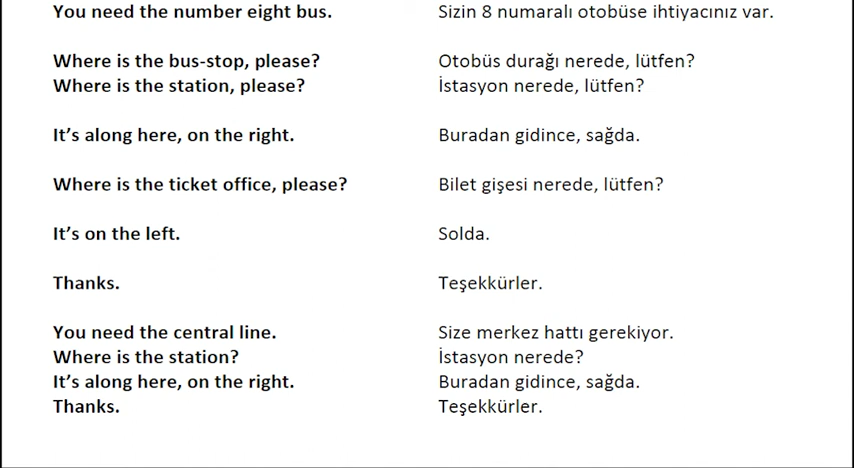 You need the number eight bus. Sizin 8 numaralı otobüse ihtiyacınız var.
Where is the bus-stop, please? Otobüs durağı nerede, lütfen?
Where is the station, please? İstasyon nerede, lütfen?
It's along here, on the right. Buradan gidince, sağda.
Where is the ticket office, please? Bilet gişesi nerede, lütfen?
It's on the left. Solda.
Thanks. Teşekkürler.
You need the central line. Size merkez hattı gerekiyor.
Where is the station? İstasyon nerede?
It's along here, on the right. Buradan gidince, sağda.
Thanks. Teşekkürler.